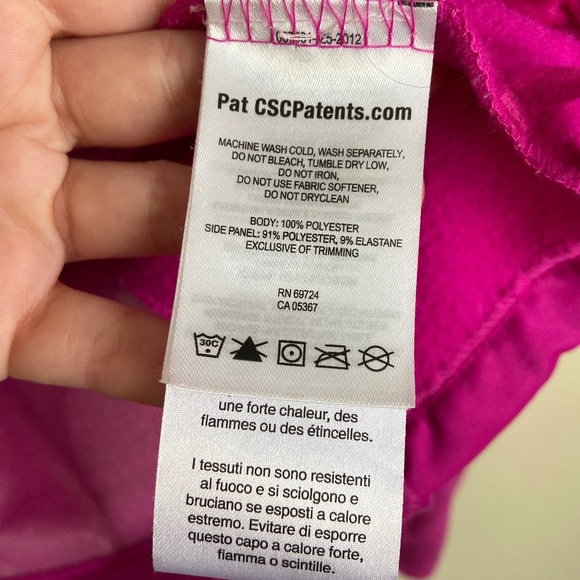 25-2012
Pat CSCPatents.com
MACHINE WASH COLD, WASH SEPARATELY,
DO NOT BLEACH, TUMBLE DRY LOW,
DO NOT IRON,
DO NOT USE FABRIC SOFTENER,
DO NOT DRYCLEAN
BODY: 100% POLYESTER
SIDE PANEL: 91% POLYESTER, 9% ELASTANE
EXCLUSIVE OF TRIMMING
RN 69724
CA 05367
30C
une forte chaleur, des
flammes ou des étincelles.
I tessuti non sono resistenti
al fuoco e si sciolgono e
bruciano se esposti a calore
estremo. Evitare di esporre
questo capo a calore forte,
fiamma o scintille.